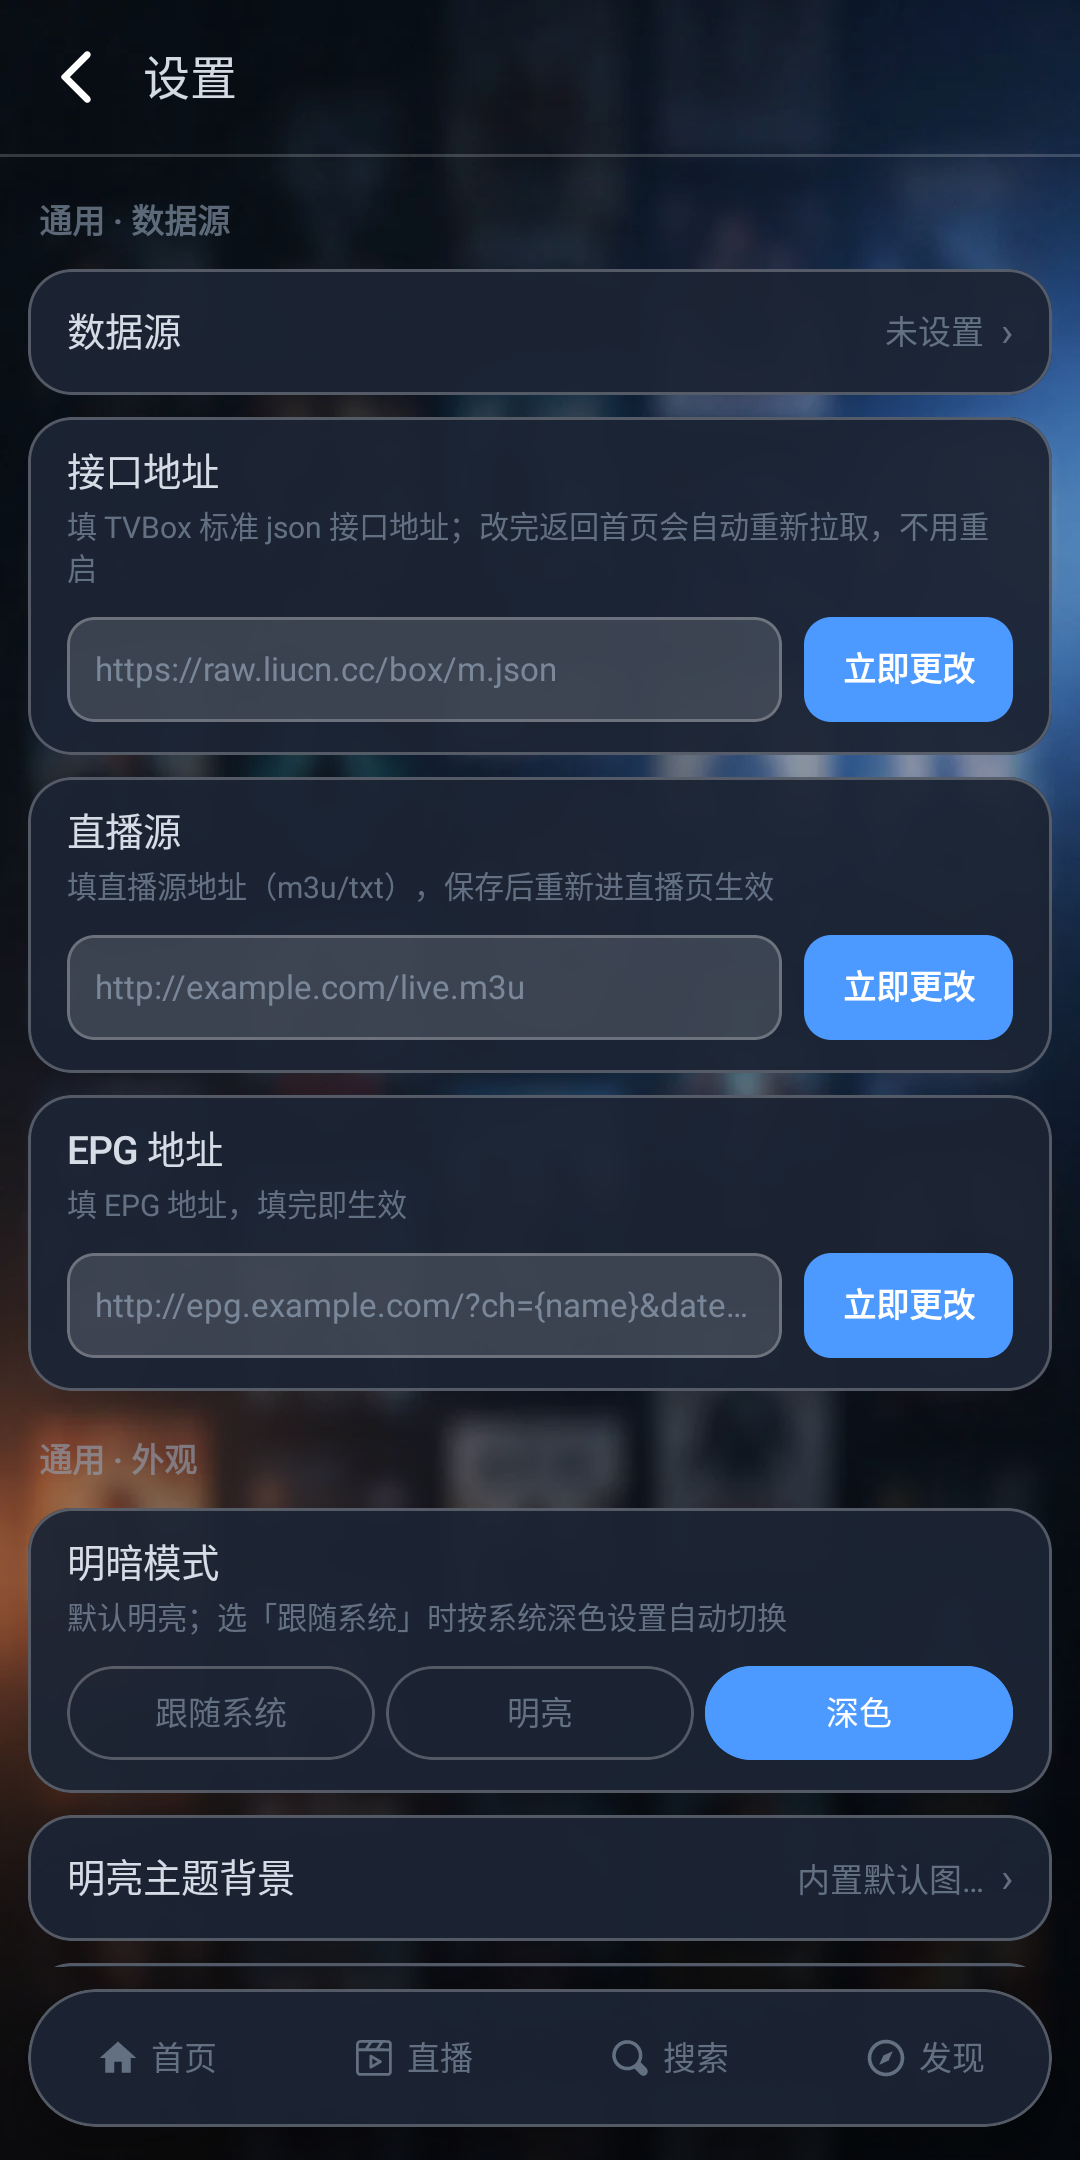 设置
通用 · 数据源
数据源
未设置 ›
接口地址
填 TVBox 标准 json 接口地址；改完返回首页会自动重新拉取，不用重
启
https://raw.liucn.cc/box/m.json
立即更改
直播源
填直播源地址（m3u/txt），保存后重新进直播页生效
http://example.com/live.m3u
立即更改
EPG 地址
填 EPG 地址，填完即生效
http://epg.example.com/?ch={name}&date…
立即更改
通用 · 外观
明暗模式
默认明亮；选「跟随系统」时按系统深色设置自动切换
跟随系统
明亮
深色
明亮主题背景
内置默认图… ›
首页
直播
搜索
发现